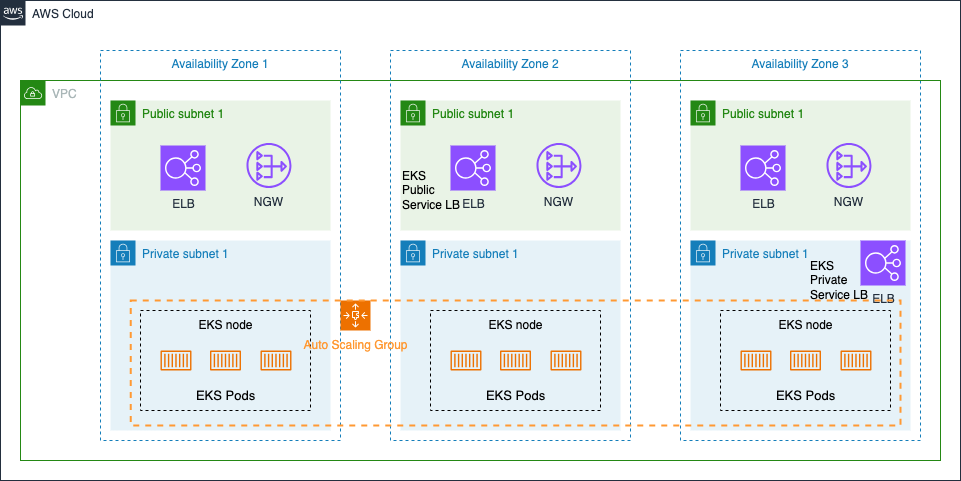 aws
AWS Cloud
Availability Zone 1
Availability Zone 2
Availability Zone 3
VPC
Public subnet 1
Public subnet 1
Public subnet 1
ELB
NGW
EKS
Public
Service LB
ELB
NGW
ELB
NGW
Private subnet 1
Private subnet 1
Private subnet 1
EKS
Private
Service LB
ELB
Auto Scaling Group
EKS node
EKS Pods
EKS node
EKS Pods
EKS node
EKS Pods